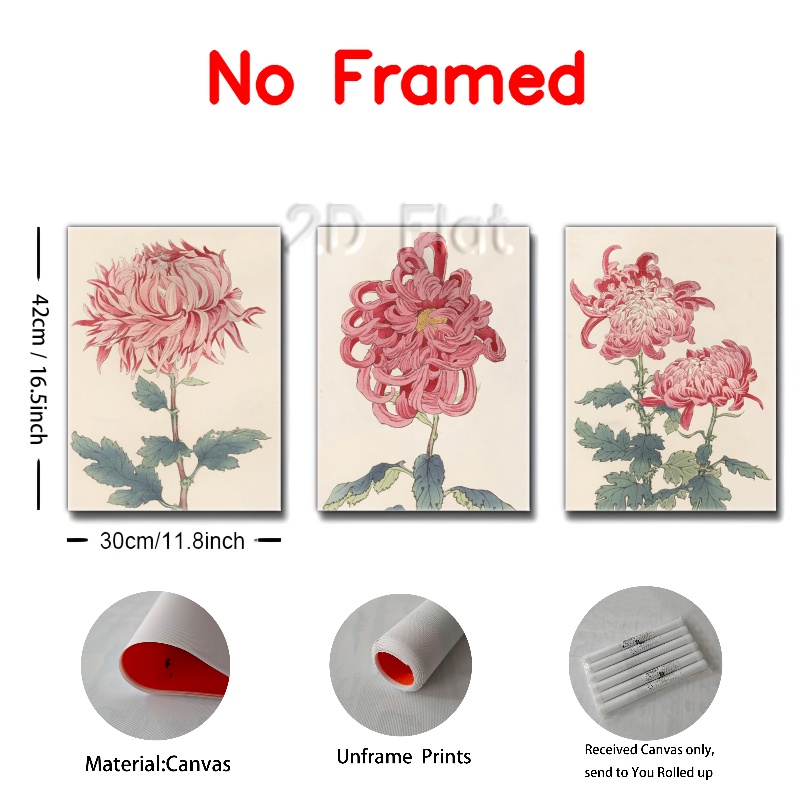 No Framed
2D Flat
42cm / 16.5inch
30cm/11.8inch
Material:Canvas
Unframe Prints
Received Canvas only,
send to You Rolled up